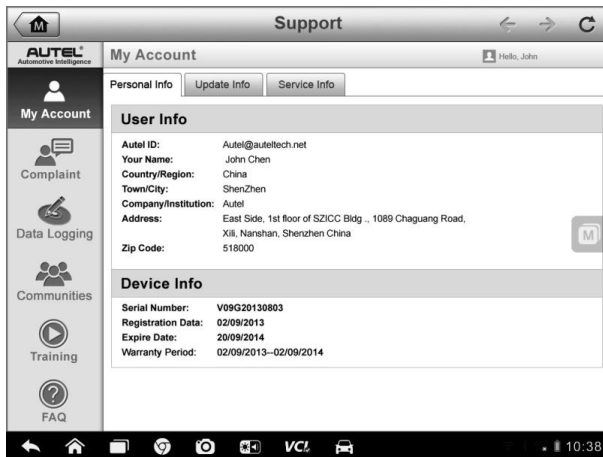 M
Support
AUTEL®
Automotive Intelligence
My Account
Hello, John
Personal Info
Update Info
Service Info
My Account
Complaint
Data Logging
Communities
Training
?
FAQ
User Info
Autel ID: Autel@auteltech.net
Your Name: John Chen
Country/Region: China
Town/City: ShenZhen
Company/Institution: Autel
Address: East Side, 1st floor of SZICC Bldg ., 1089 Chaguang Road,
Xili, Nanshan, Shenzhen China
Zip Code: 518000
M
Device Info
Serial Number: V09G20130803
Registration Data: 02/09/2013
Expire Date: 20/09/2014
Warranty Period: 02/09/2013--02/09/2014
VCI
10:38